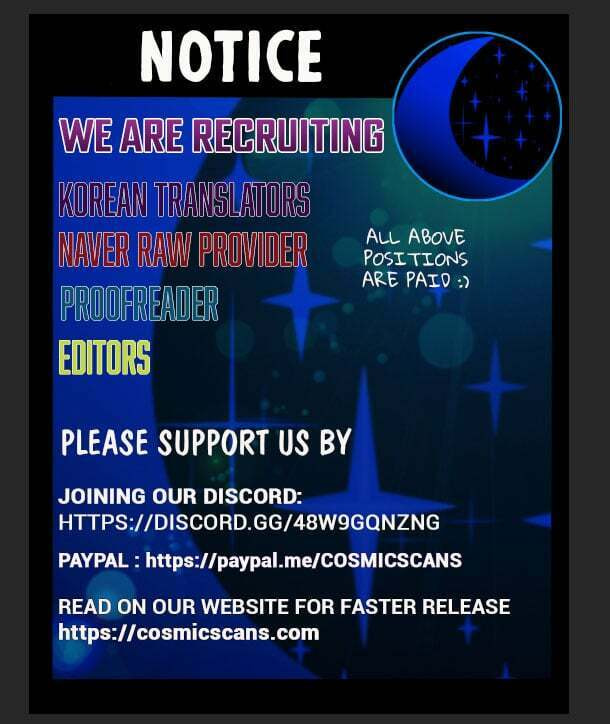 NOTICE
WE ARE RECRUITING
KOREAN TRANSLATORS
NAVER RAW PROVIDER
PROOFREADER
EDITORS
ALL ABOVE
POSITIONS
ARE PAID :)
PLEASE SUPPORT US BY
JOINING OUR DISCORD:
HTTPS://DISCORD.GG/48W9GQNZNG
PAYPAL : https://paypal.me/COSMICSCANS
READ ON OUR WEBSITE FOR FASTER RELEASE
https://cosmicscans.com